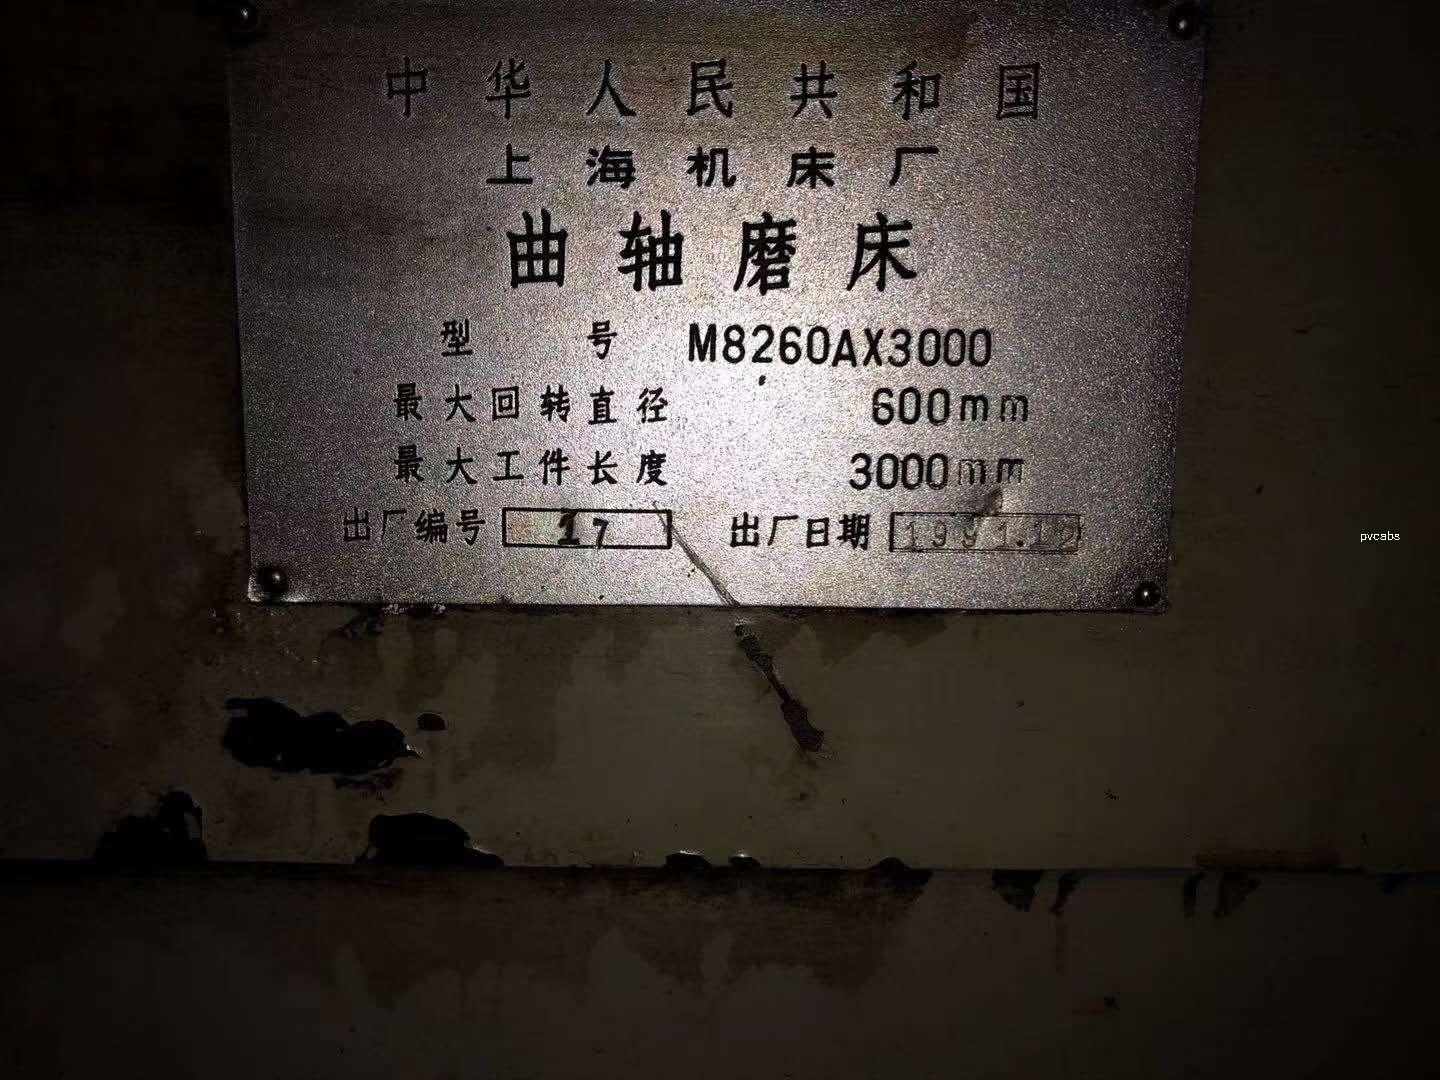 中华人民共和国
上海机床厂
曲轴磨床
型号 M8260AX3000
最大回转直径 600mm
最大工件长度 3000mm
出厂编号 17 出厂日期 1991.12
pvcabs